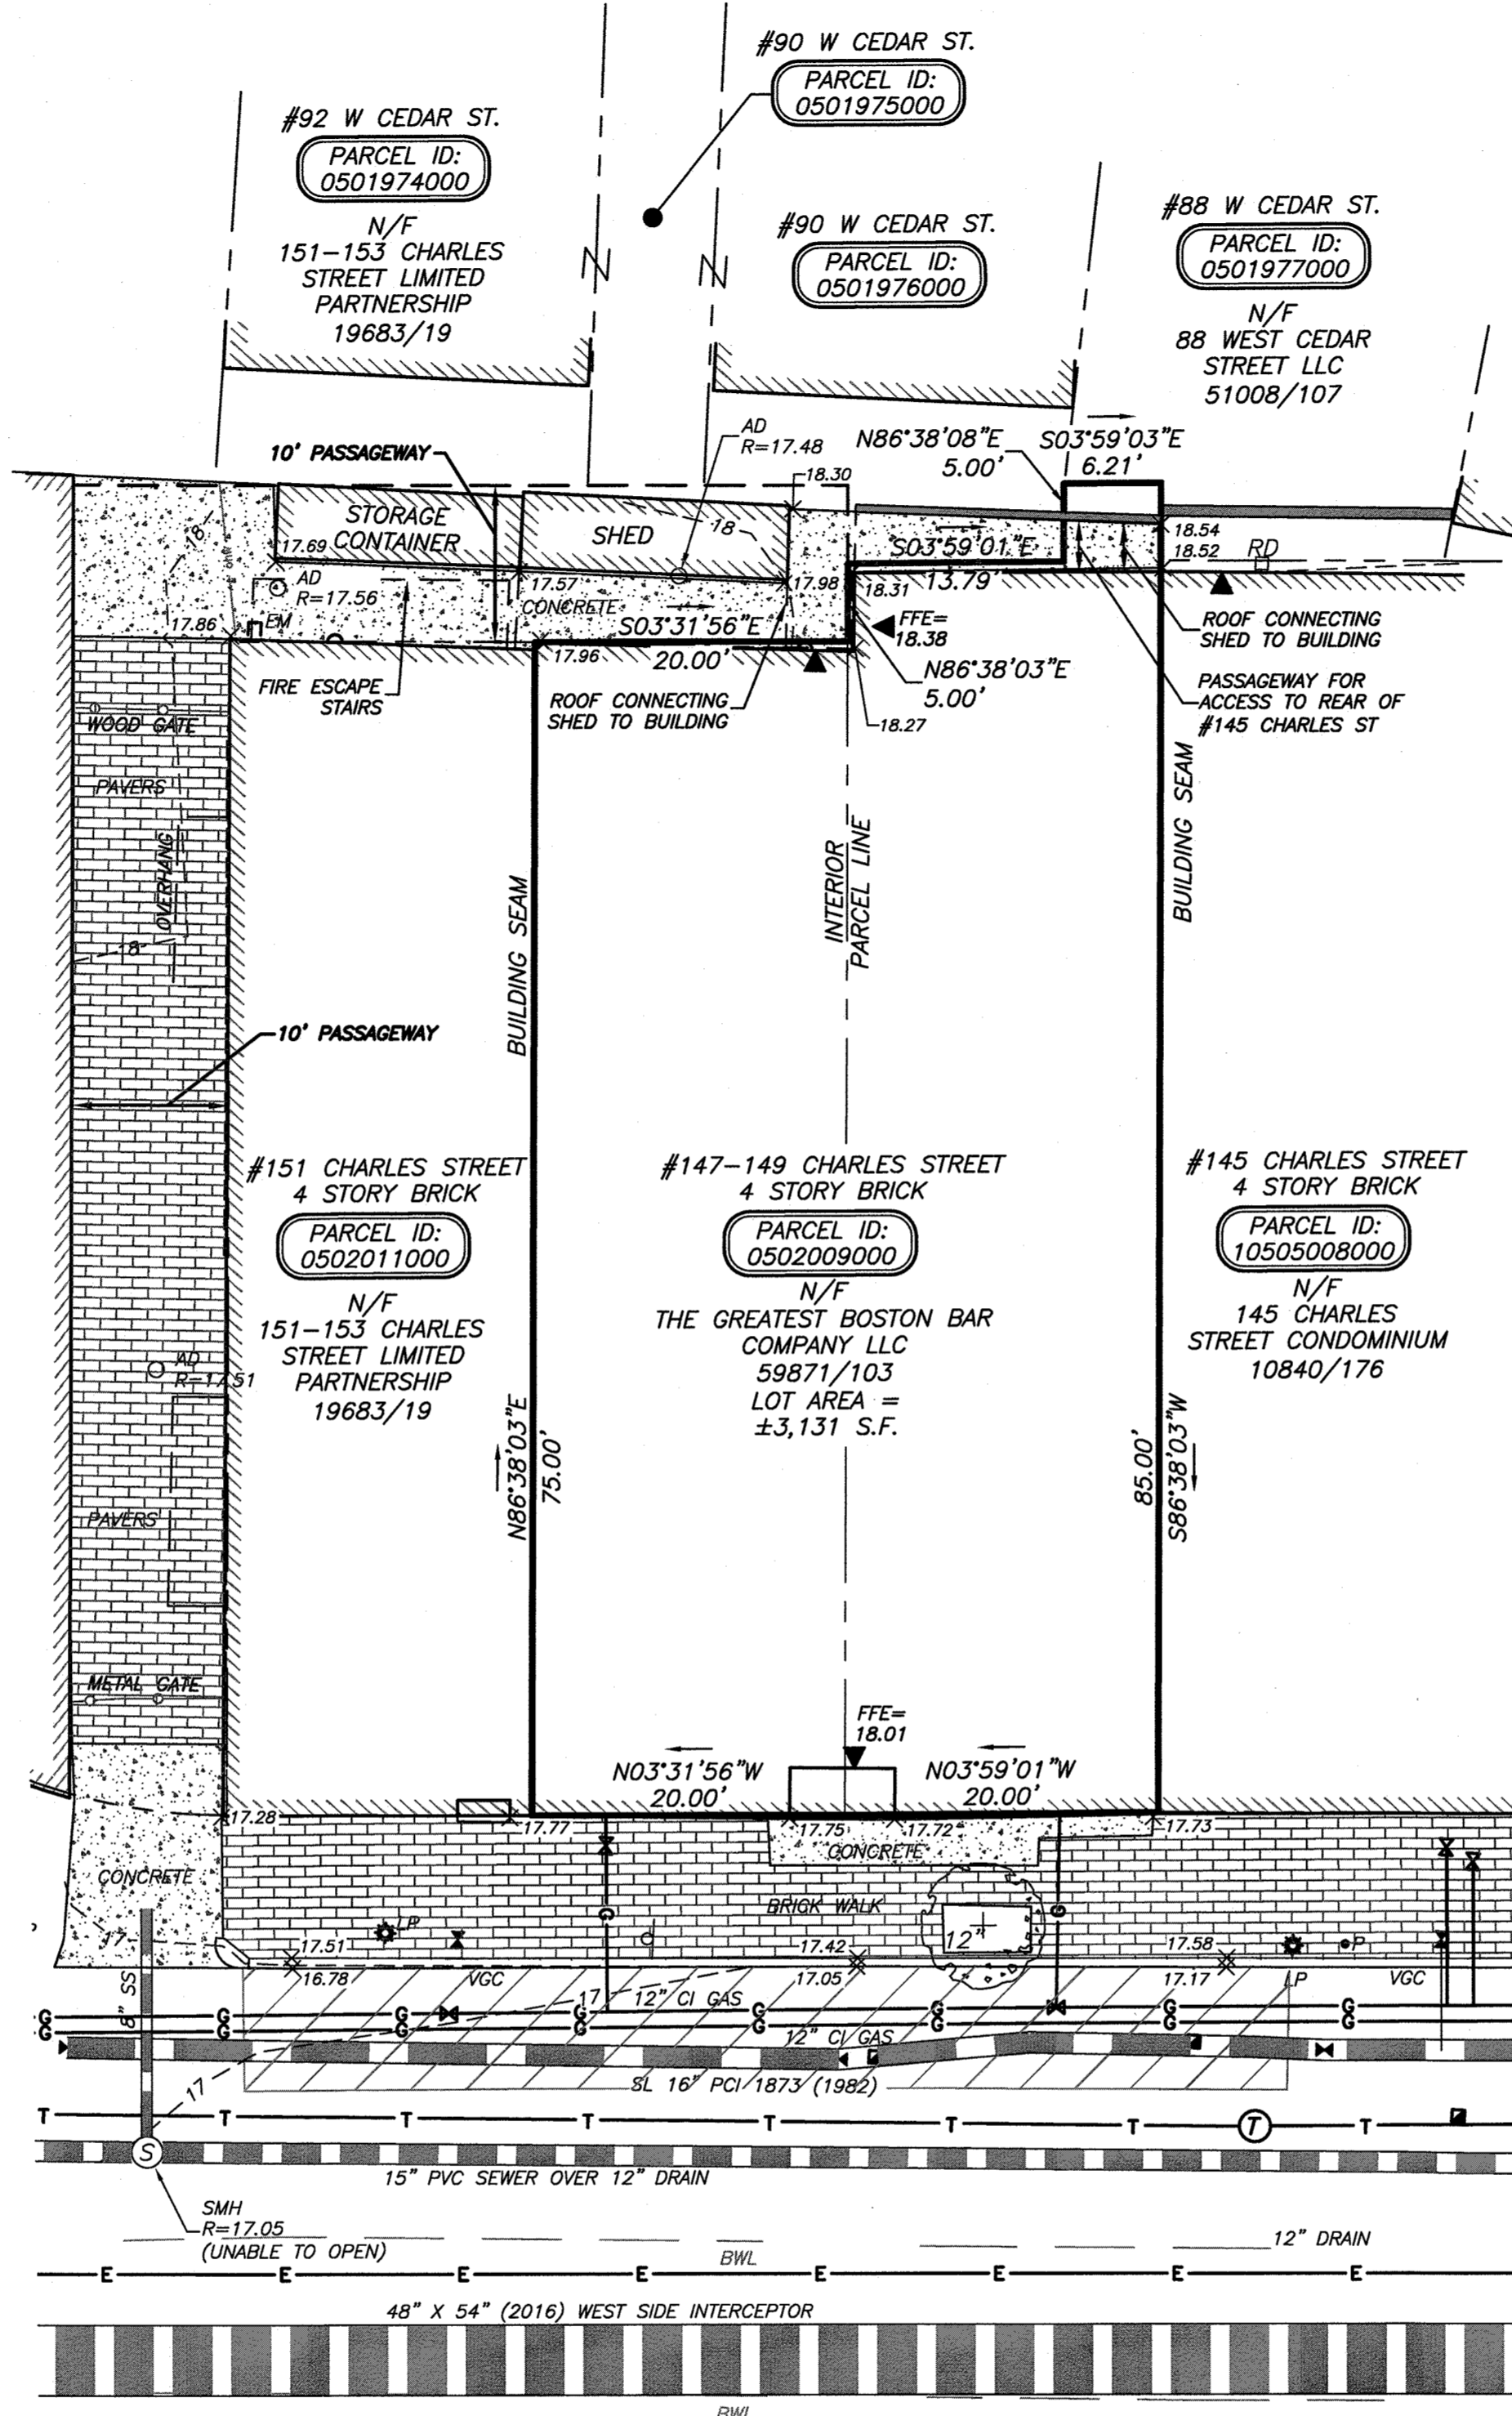 #90 W CEDAR ST.
PARCEL ID:
0501975000
#92 W CEDAR ST.
PARCEL ID:
0501974000
N/F
151-153 CHARLES
STREET LIMITED
PARTNERSHIP
19683/19
#90 W CEDAR ST.
PARCEL ID:
0501976000
#88 W CEDAR ST.
PARCEL ID:
0501977000
N/F
88 WEST CEDAR
STREET LLC
51008/107
10' PASSAGEWAY
AD
R=17.48
N86°38'08"E
5.00'
S03°59'03"E
6.21'
18.30
STORAGE
CONTAINER
SHED
18
18
17.69
AD
R=17.56
17.57
CONCRETE
17.98
S03°59'01"E
13.79'
18.31
18.54
18.52
RD
17.86
EM
S03°31'56"E
20.00'
17.96
FFE=
18.38
N86°38'03"E
5.00'
18.27
ROOF CONNECTING
SHED TO BUILDING
PASSAGEWAY FOR
ACCESS TO REAR OF
#145 CHARLES ST
FIRE ESCAPE
STAIRS
ROOF CONNECTING
SHED TO BUILDING
WOOD GATE
PAVERS
OVERHANG
18
BUILDING SEAM
INTERIOR
PARCEL LINE
BUILDING SEAM
10' PASSAGEWAY
#151 CHARLES STREET
4 STORY BRICK
PARCEL ID:
0502011000
N/F
151-153 CHARLES
STREET LIMITED
PARTNERSHIP
19683/19
#147-149 CHARLES STREET
4 STORY BRICK
PARCEL ID:
0502009000
N/F
THE GREATEST BOSTON BAR
COMPANY LLC
59871/103
LOT AREA =
±3,131 S.F.
#145 CHARLES STREET
4 STORY BRICK
PARCEL ID:
10505008000
N/F
145 CHARLES
STREET CONDOMINIUM
10840/176
AD
R=17.51
N86°38'03"E
75.00'
85.00'
S86°38'03"W
PAVERS
METAL GATE
FFE=
18.01
N03°31'56"W
20.00'
N03°59'01"W
20.00'
17.28
17.77
17.75
17.72
17.73
CONCRETE
CONCRETE
BRICK WALK
12"
LP
17
17.51
16.78
VGC
17.42
17.05
17.58
17.17
LP
P
VGC
8" SS
17
12" CI GAS
G G G G G G G G
G G G G G G G G
12" CI GAS
SL 16" PCI 1873 (1982)
17
T T T T T T T T T
S
15" PVC SEWER OVER 12" DRAIN
SMH
R=17.05
(UNABLE TO OPEN)
12" DRAIN
BWL
E E E E E E E E
48" X 54" (2016) WEST SIDE INTERCEPTOR
BWL